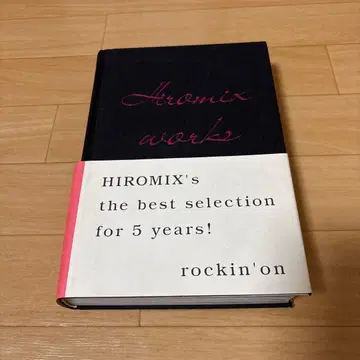 Hiromix
works
HIROMIX's
the best selection
for 5 years!
rockin'on